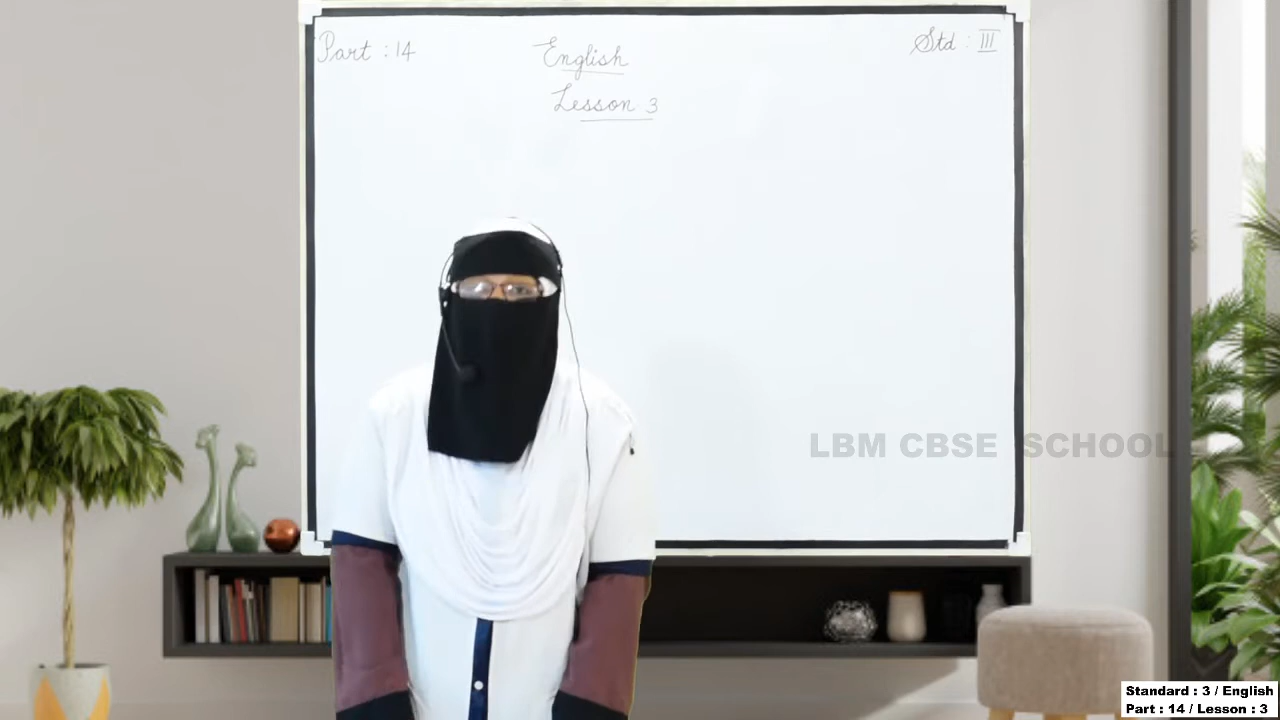 Part : 14
English
Std : III
Lesson 3
LBM CBSE SCHOOL
Standard : 3 / English
Part : 14 / Lesson : 3